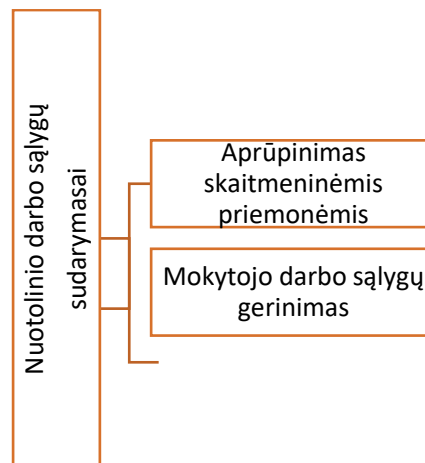 Nuotolinio darbo sąlygų
sudarymasai
Aprūpinimas
skaitmeninėmis
priemonėmis
Mokytojo darbo sąlygų
gerinimas